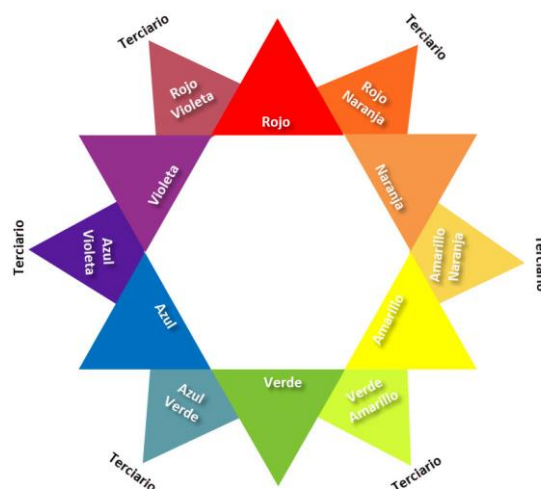 Terciario
Terciario
Rojo
Violeta
Rojo
Rojo
Naranja
Violeta
Naranja
Terciario
Azul
Violeta
Amarillo
Naranja
Terciario
Azul
Amarillo
Azul
Verde
Verde
Verde
Amarillo
Terciario
Terciario